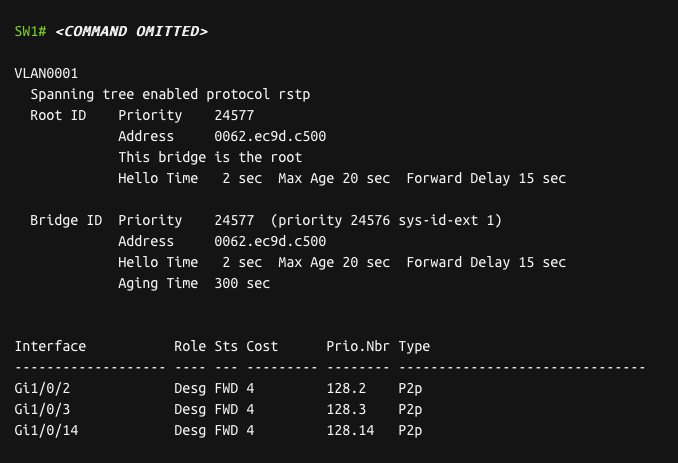 SW1# <COMMAND OMITTED>
VLAN0001
  Spanning tree enabled protocol rstp
  Root ID    Priority    24577
             Address     0062.ec9d.c500
             This bridge is the root
             Hello Time   2 sec  Max Age 20 sec  Forward Delay 15 sec
  Bridge ID  Priority    24577  (priority 24576 sys-id-ext 1)
             Address     0062.ec9d.c500
             Hello Time   2 sec  Max Age 20 sec  Forward Delay 15 sec
             Aging Time  300 sec
Interface           Role Sts Cost      Prio.Nbr Type
------------------- ---- --- --------- -------- --------------------------------
Gi1/0/2             Desg FWD 4         128.2    P2p
Gi1/0/3             Desg FWD 4         128.3    P2p
Gi1/0/14            Desg FWD 4         128.14   P2p